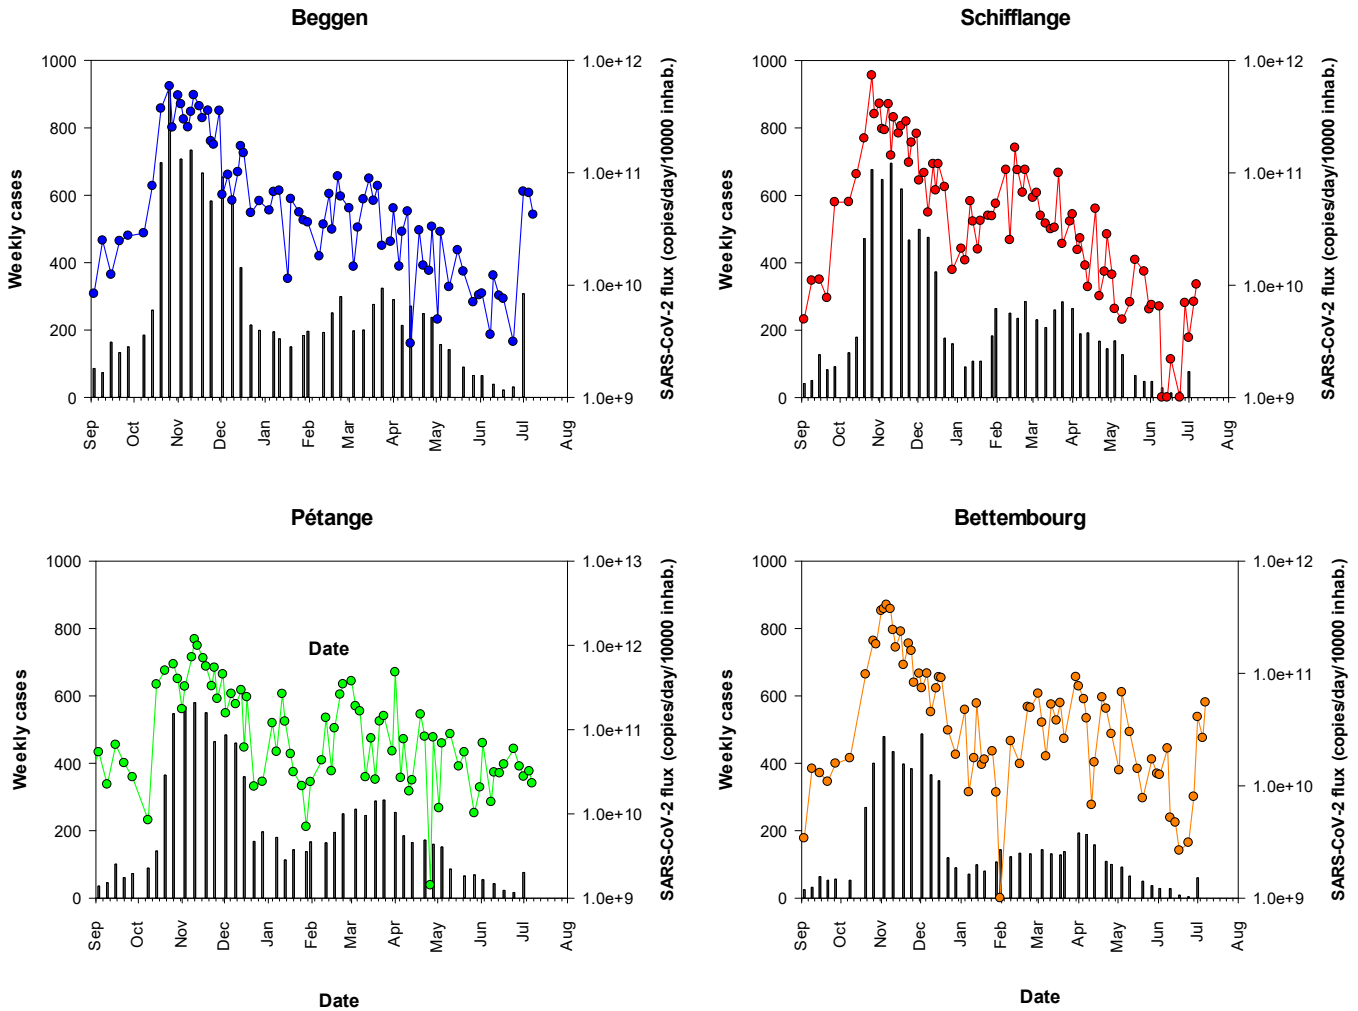 Beggen
Weekly cases
1000
800
600
400
200
0
1.0e+12
1.0e+11
1.0e+10
1.0e+9
SARS-CoV-2 flux (copies/day/10000 inhab.)
Sep Oct Nov Dec Jan Feb Mar Apr May Jun Jul Aug
Schifflange
Weekly cases
1000
800
600
400
200
0
1.0e+12
1.0e+11
1.0e+10
1.0e+9
SARS-CoV-2 flux (copies/day/10000 inhab.)
Sep Oct Nov Dec Jan Feb Mar Apr May Jun Jul Aug
Pétange
Weekly cases
1000
800
600
400
200
0
Date
1.0e+13
1.0e+12
1.0e+11
1.0e+10
1.0e+9
SARS-CoV-2 flux (copies/day/10000 inhab.)
Sep Oct Nov Dec Jan Feb Mar Apr May Jun Jul Aug
Date
Bettembourg
Weekly cases
1000
800
600
400
200
0
1.0e+12
1.0e+11
1.0e+10
1.0e+9
SARS-CoV-2 flux (copies/day/10000 inhab.)
Sep Oct Nov Dec Jan Feb Mar Apr May Jun Jul Aug
Date